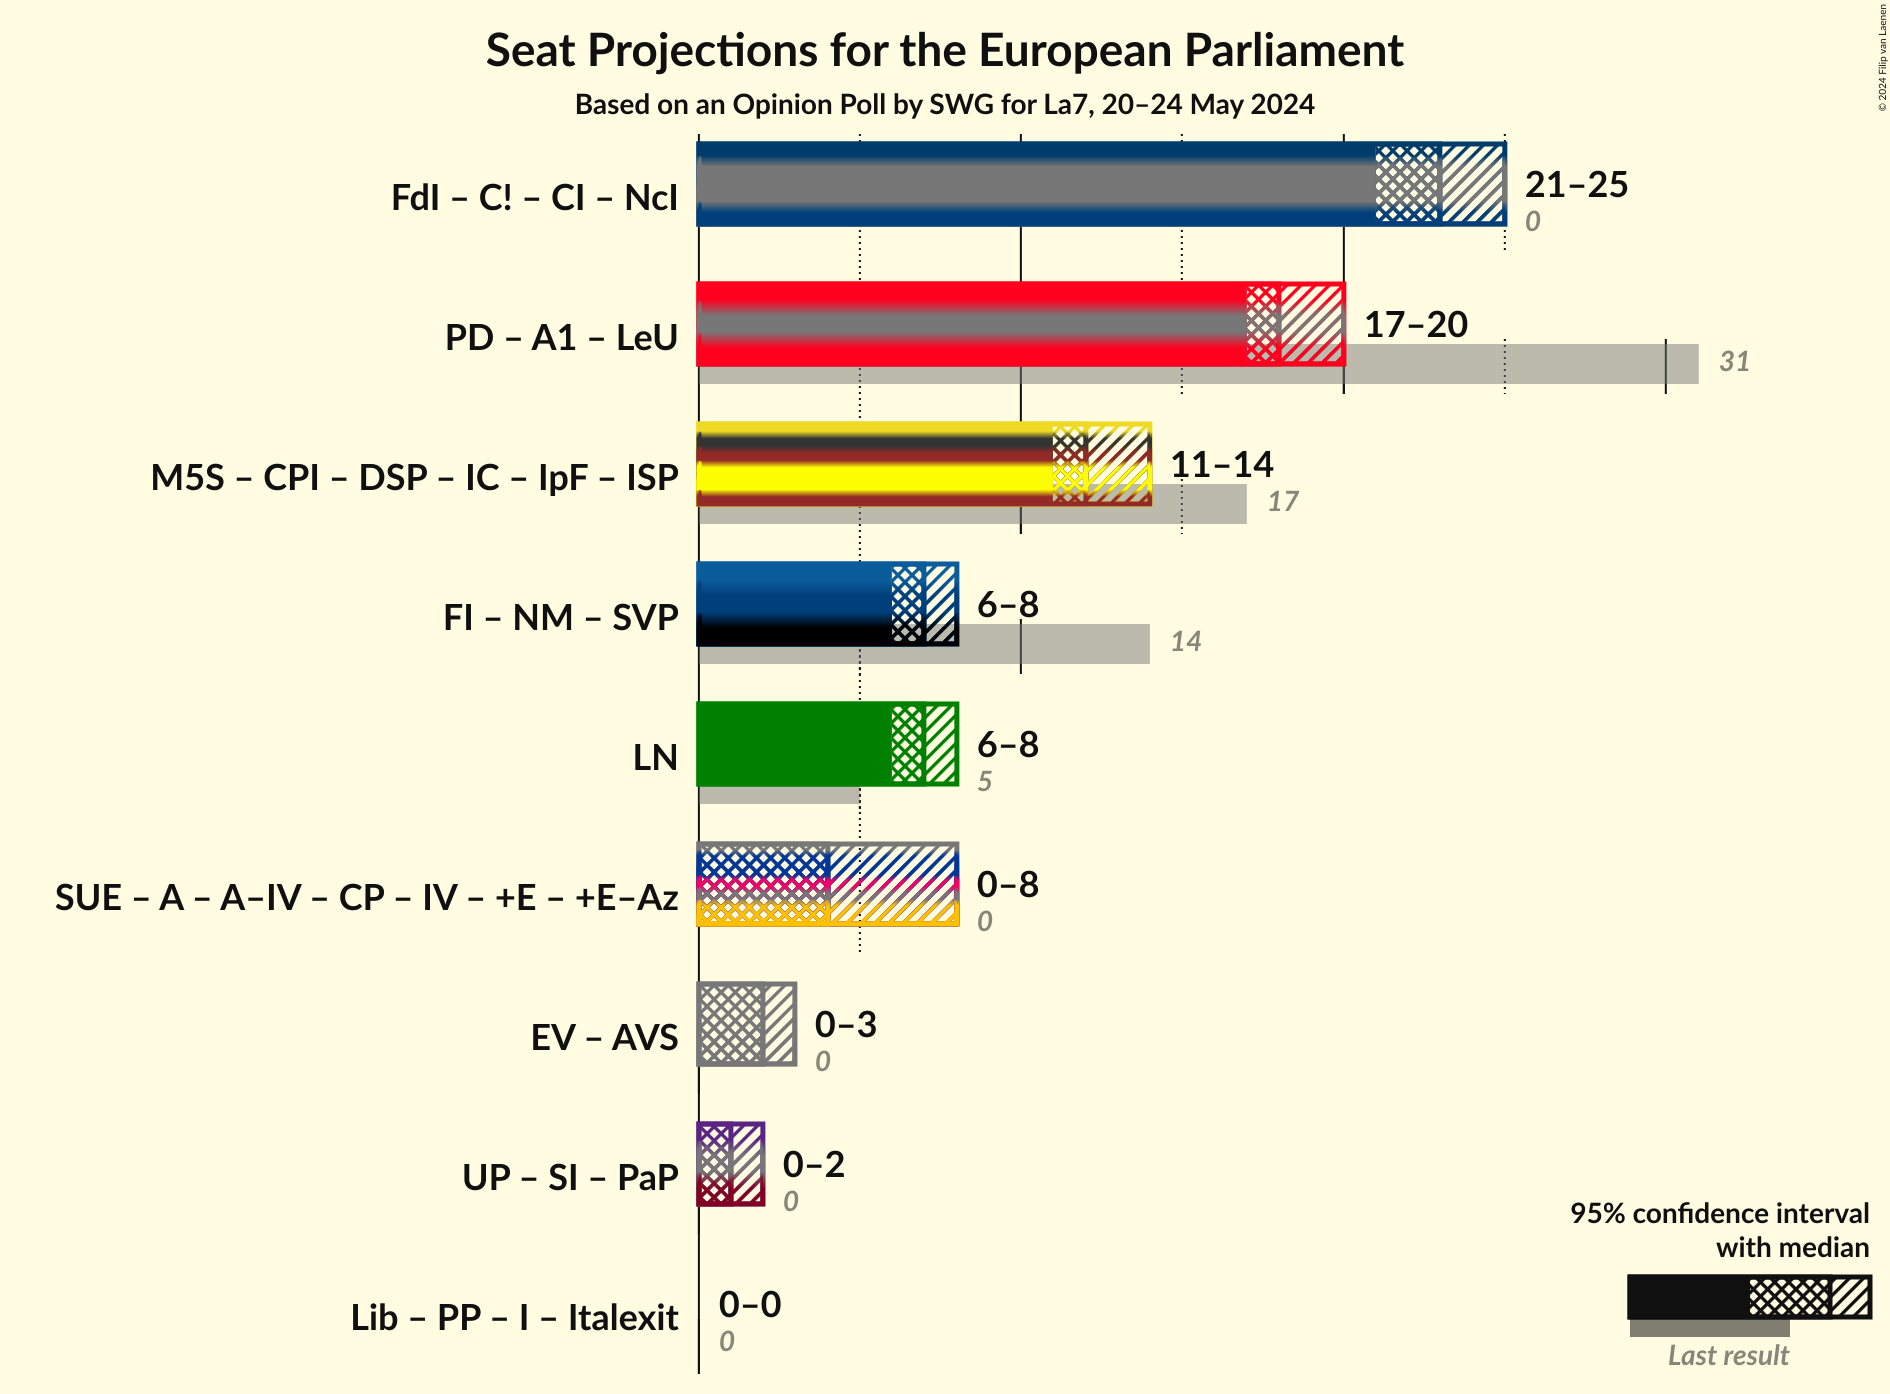 Seat Projections for the European Parliament
Based on an Opinion Poll by SWG for La7, 20–24 May 2024
© 2024 Filip van Laenen
FdI – C! – CI – NcI
21–25
0
PD – A1 – LeU
17–20
31
M5S – CPI – DSP – IC – IpF – ISP
11–14
17
FI – NM – SVP
6–8
14
LN
6–8
5
SUE – A – A–IV – CP – IV – +E – +E–Az
0–8
0
EV – AVS
0–3
0
UP – SI – PaP
0–2
0
Lib – PP – I – Italexit
0–0
0
95% confidence interval
with median
Last result